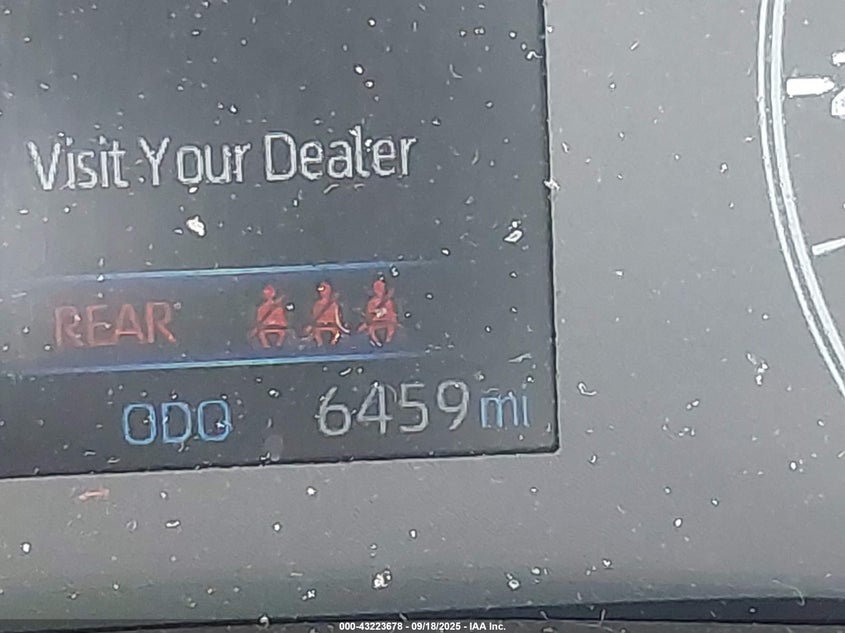 Visit Your Dealer
REAR
ODO 6459 mi
000-43223678 - 09/18/2025 - IAA Inc.